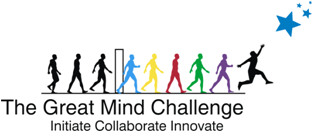 The Great Mind Challenge
Initiate Collaborate Innovate